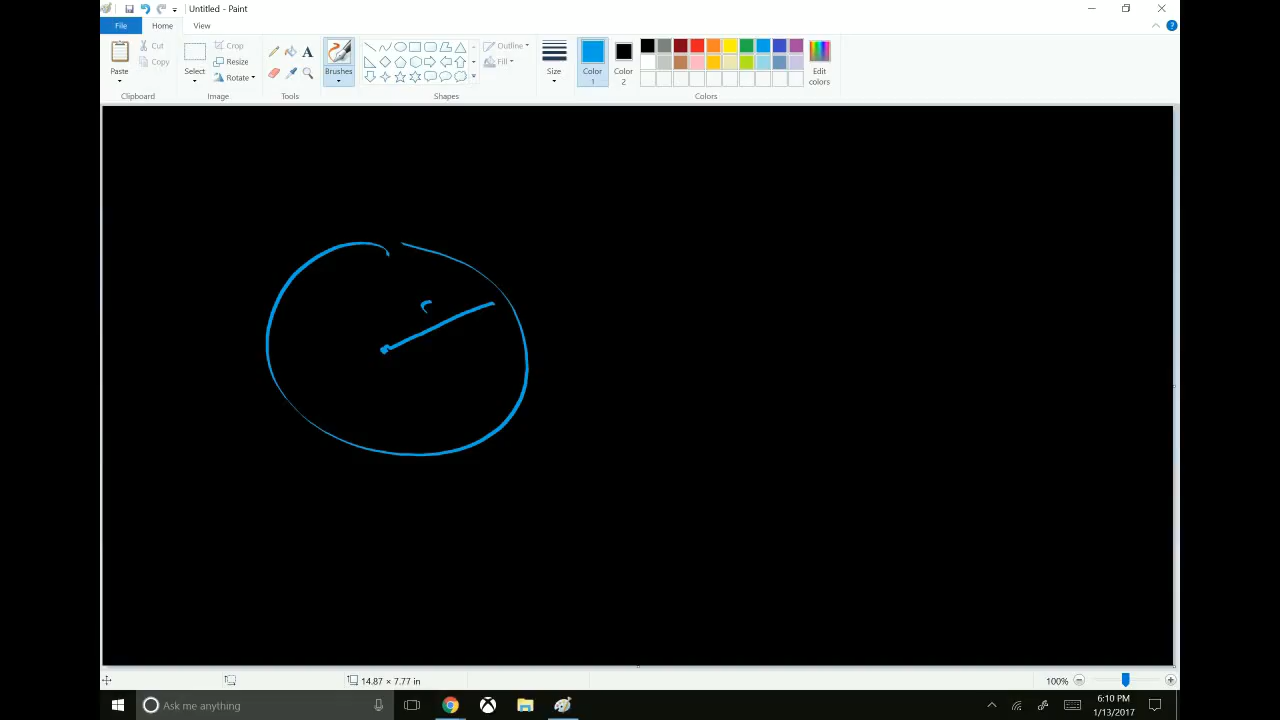 Untitled - Paint
File Home View
Paste
Cut
Copy
Clipboard
Select
Crop
Resize
Rotate
Image
A
Tools
Brushes
Shapes
Outline
Fill
Size
Color 1
Color 2
Colors
Edit colors
r
14.87 × 7.77 in
100%
Ask me anything
6:10 PM
1/13/2017